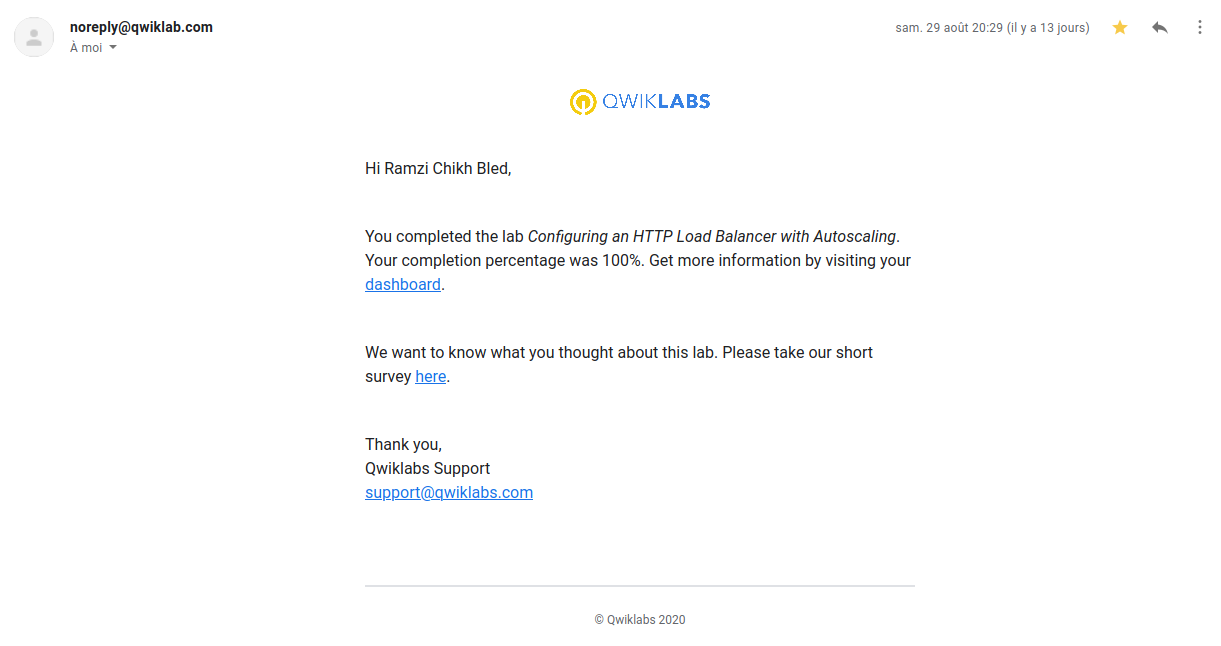 noreply@qwiklab.com
sam. 29 août 20:29 (il y a 13 jours)
À moi
QWIKLABS
Hi Ramzi Chikh Bled,
You completed the lab Configuring an HTTP Load Balancer with Autoscaling.
Your completion percentage was 100%. Get more information by visiting your
dashboard.
We want to know what you thought about this lab. Please take our short
survey here.
Thank you,
Qwiklabs Support
support@qwiklabs.com
© Qwiklabs 2020